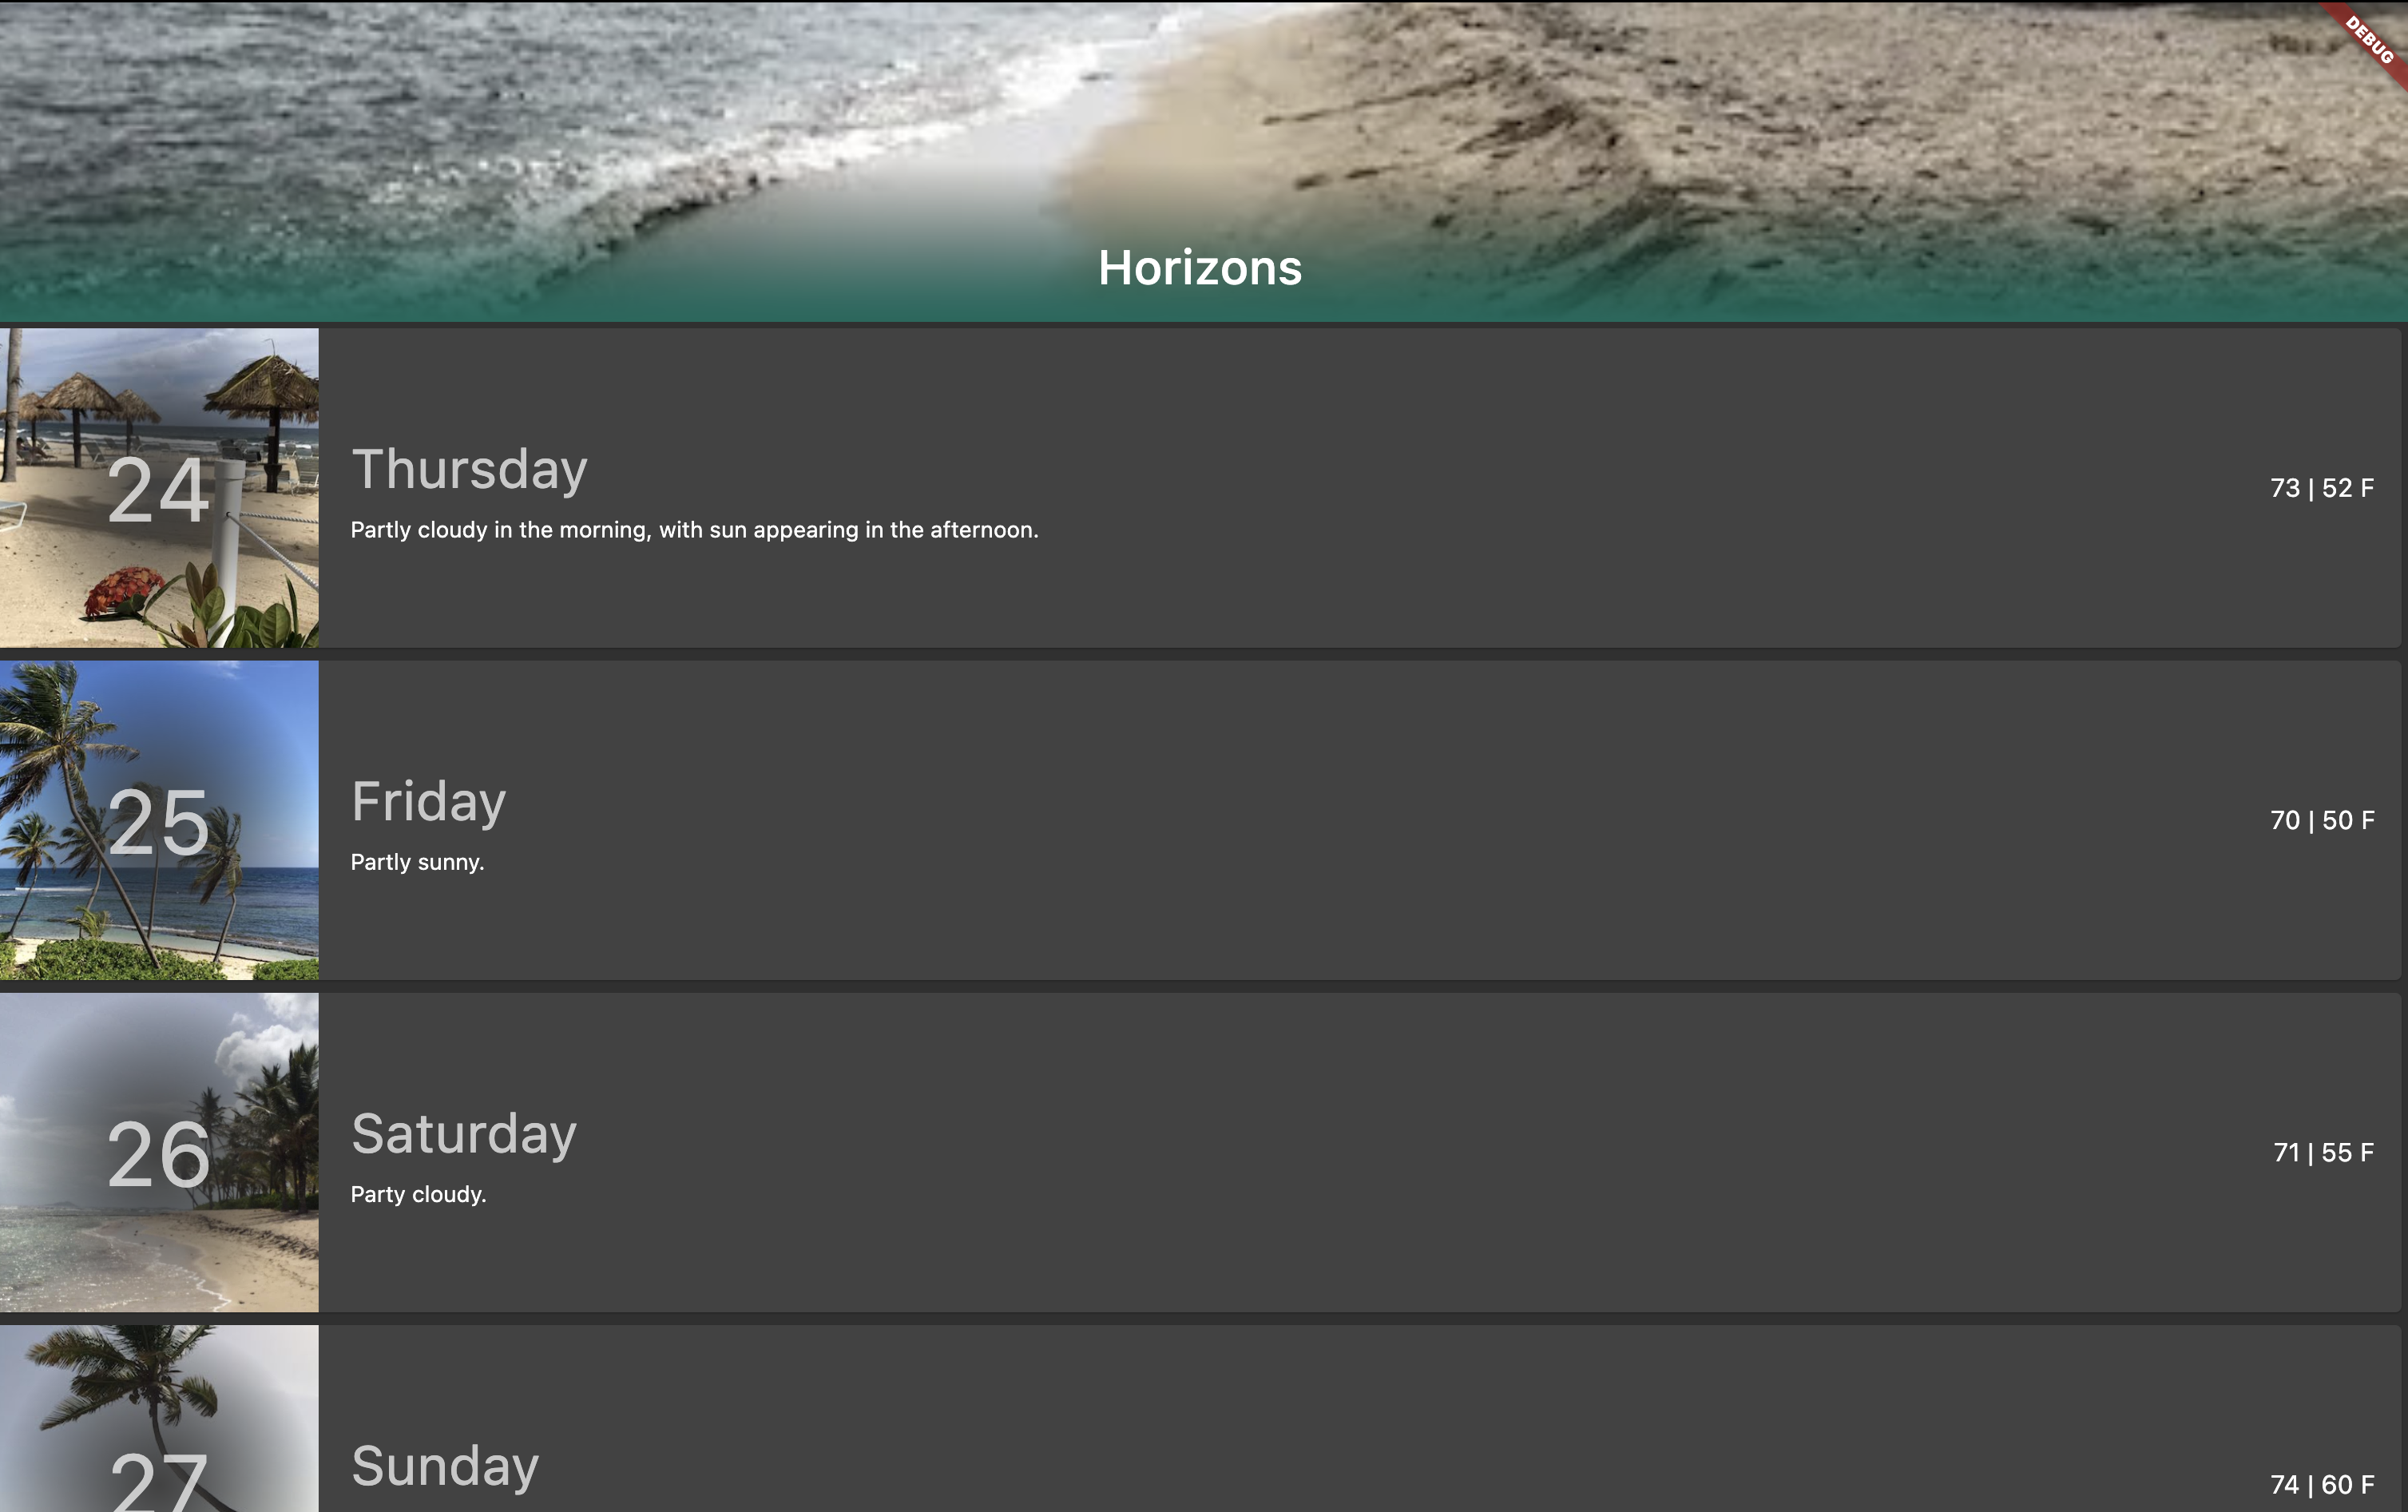 DEBUG
Horizons
24
Thursday
Partly cloudy in the morning, with sun appearing in the afternoon.
73 | 52 F
25
Friday
Partly sunny.
70 | 50 F
26
Saturday
Party cloudy.
71 | 55 F
27
Sunday
74 | 60 F